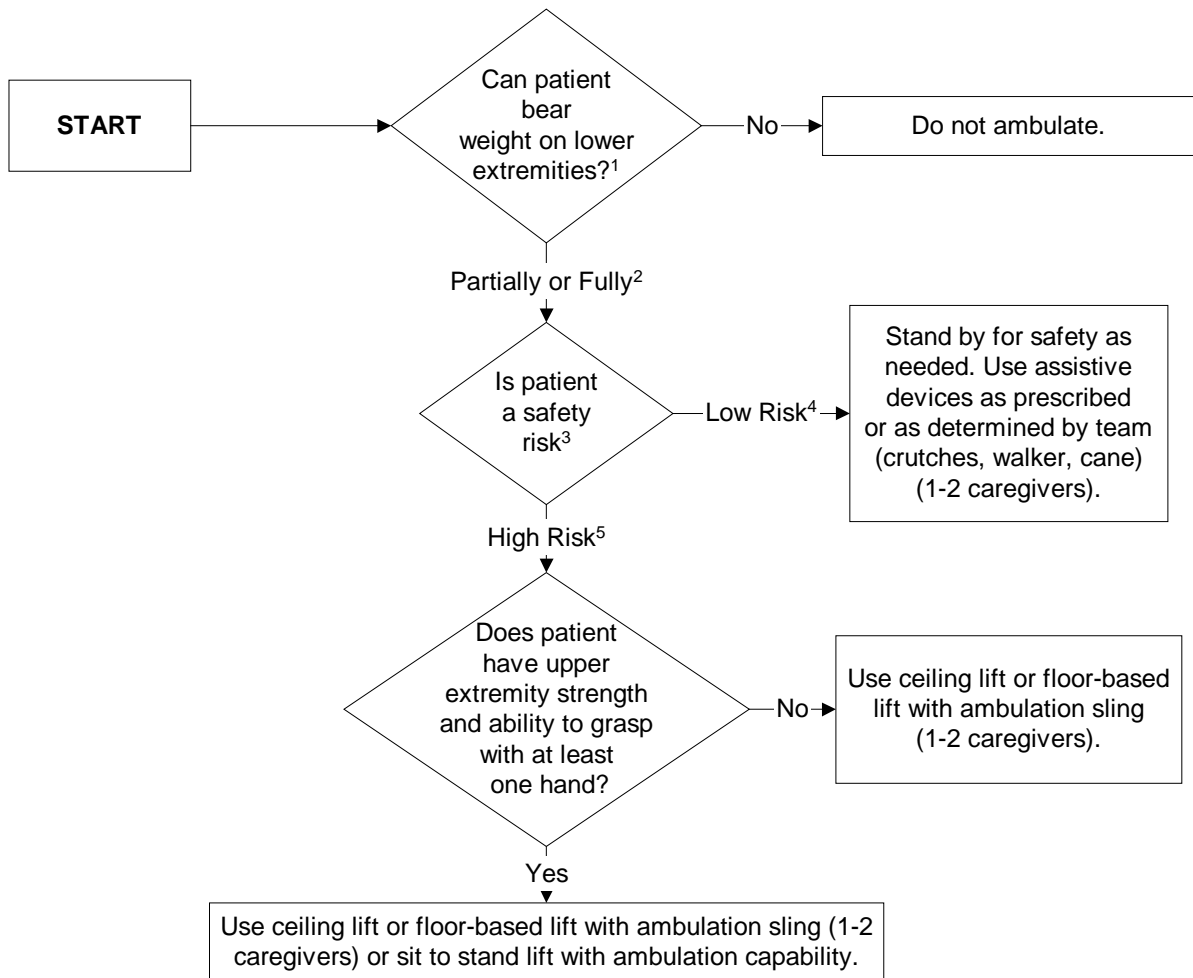 START
Can patient
bear
weight on lower
extremities?¹
No
Do not ambulate.
Partially or Fully²
Is patient
a safety
risk³
Low Risk⁴
Stand by for safety as
needed. Use assistive
devices as prescribed
or as determined by team
(crutches, walker, cane)
(1-2 caregivers).
High Risk⁵
Does patient
have upper
extremity strength
and ability to grasp
with at least
one hand?
No
Use ceiling lift or floor-based
lift with ambulation sling
(1-2 caregivers).
Yes
Use ceiling lift or floor-based lift with ambulation sling (1-2
caregivers) or sit to stand lift with ambulation capability.